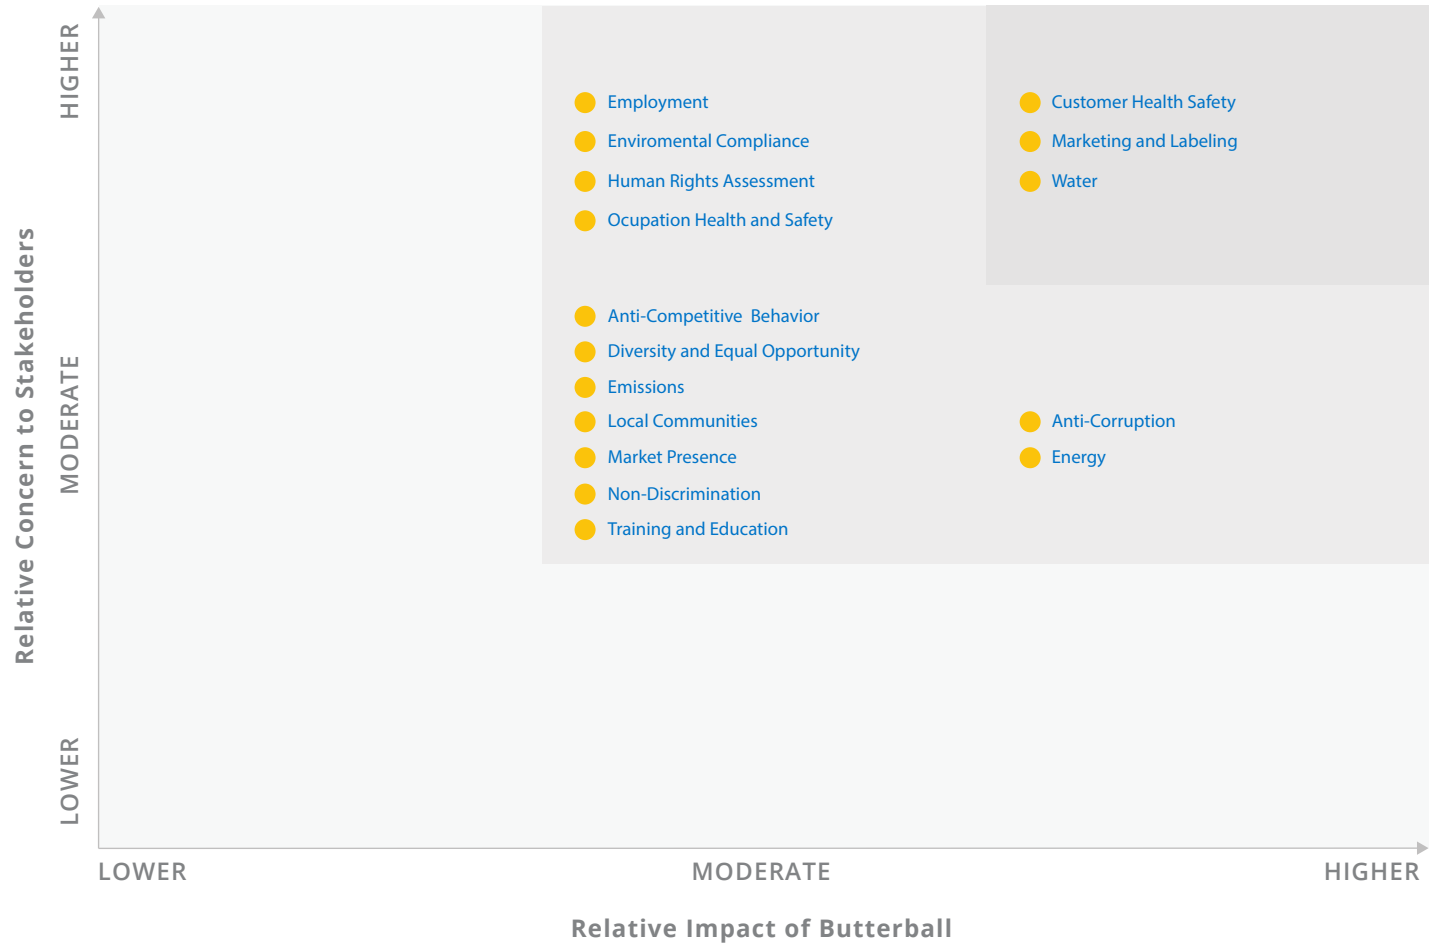 HIGHER
MODERATE
LOWER
Relative Concern to Stakeholders
Employment
Enviromental Compliance
Human Rights Assessment
Ocupation Health and Safety
Customer Health Safety
Marketing and Labeling
Water
Anti-Competitive  Behavior
Diversity and Equal Opportunity
Emissions
Local Communities
Market Presence
Non-Discrimination
Training and Education
Anti-Corruption
Energy
LOWER
MODERATE
HIGHER
Relative Impact of Butterball